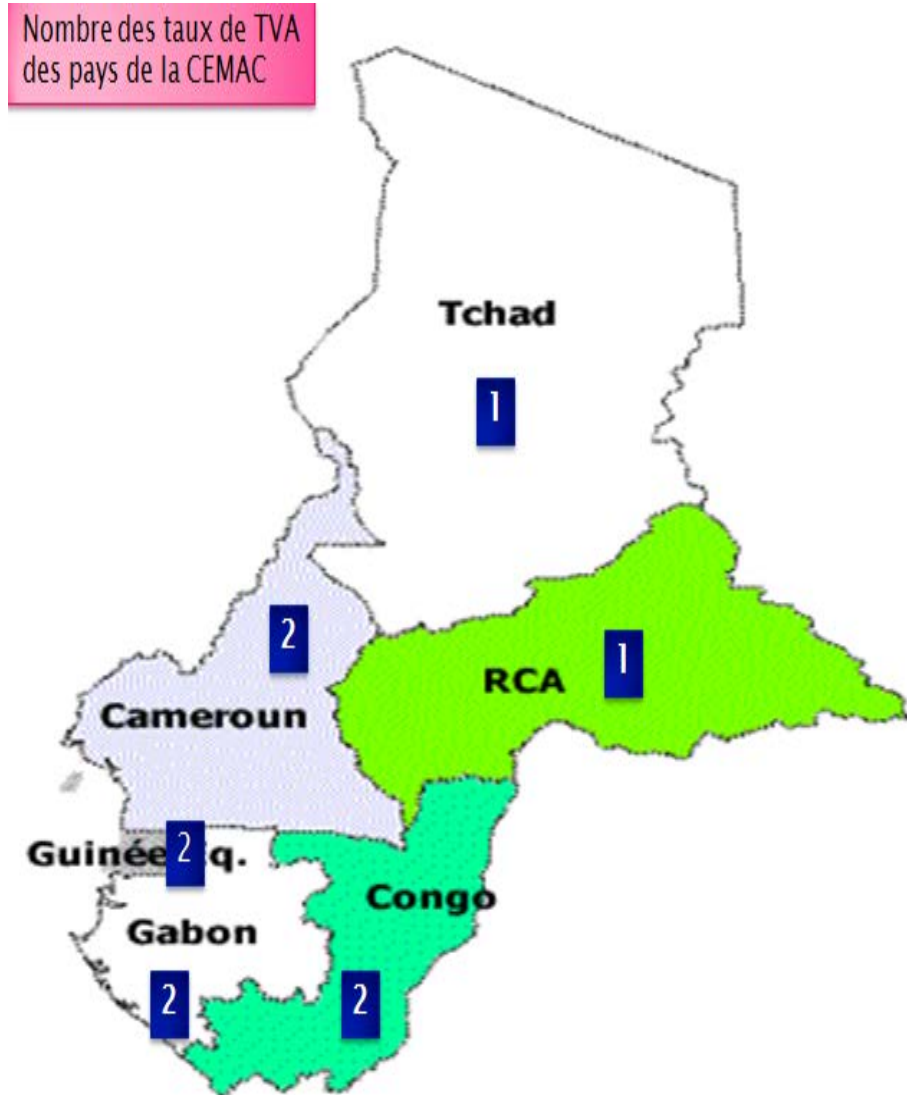 Nombre des taux de TVA
des pays de la CEMAC
Tchad
1
2
RCA
1
Cameroun
Guinée
2
q.
Congo
Gabon
2
2